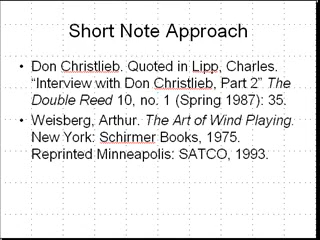 Short Note Approach
• Don Christlieb. Quoted in Lipp, Charles.
“Interview with Don Christlieb, Part 2” The
Double Reed 10, no. 1 (Spring 1987): 35.
• Weisberg, Arthur. The Art of Wind Playing.
New York: Schirmer Books, 1975.
Reprinted Minneapolis: SATCO, 1993.